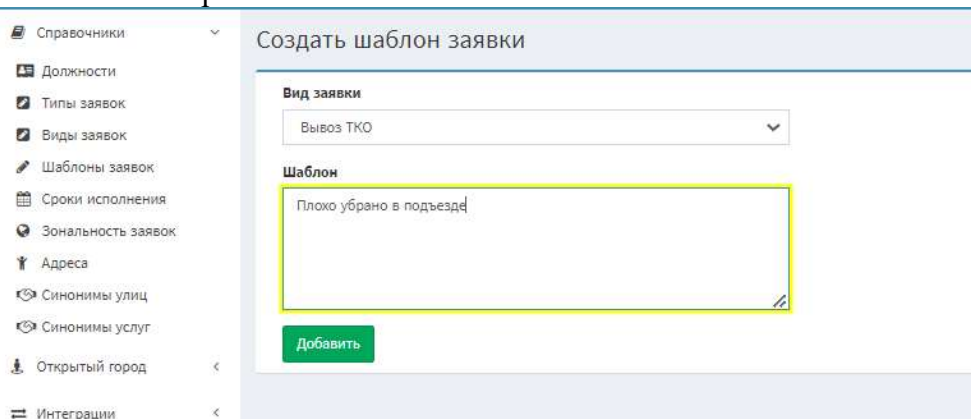 Справочники
Должности
Типы заявок
Виды заявок
Шаблоны заявок
Сроки исполнения
Зональность заявок
Адреса
Синонимы улиц
Синонимы услуг
Открытый город
Интеграции
Создать шаблон заявки
Вид заявки
Вывоз ТКО
Шаблон
Плохо убрано в подъезде
Добавить